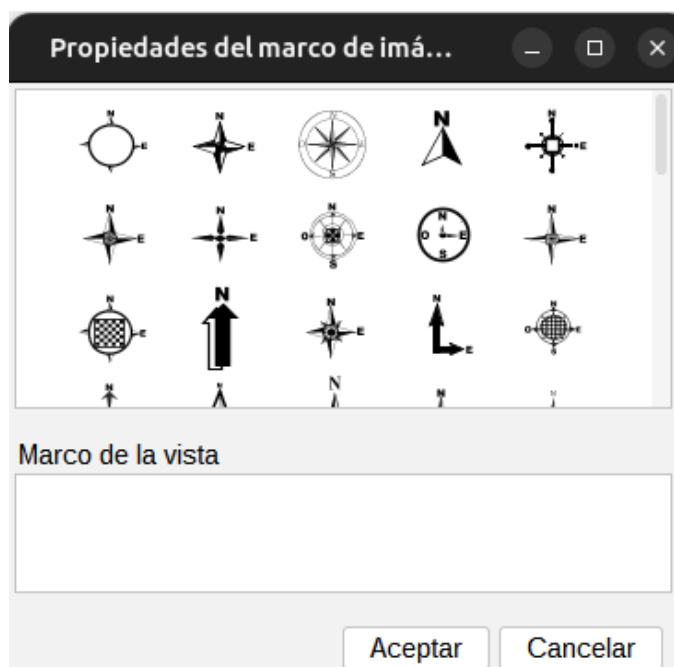 Propiedades del marco de imá...
N N N
E E E
N N N N N
E E O E O E E
S S
N N N N N
E E E O E
N N N N N
Marco de la vista
Aceptar Cancelar